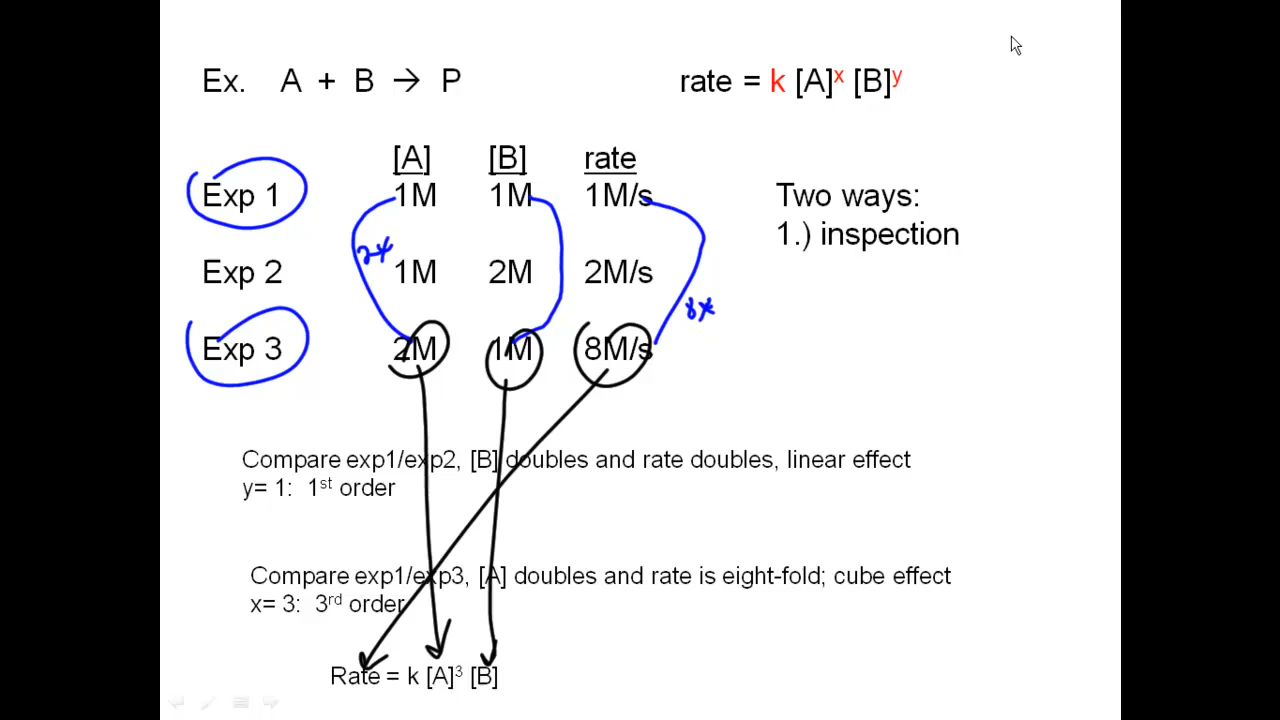 Ex. A + B → P rate = k [A]x [B]y
[A] [B] rate
Exp 1 1M 1M 1M/s Two ways:
1.) inspection
2x
Exp 2 1M 2M 2M/s
8x
Exp 3 2M 1M 8M/s
Compare exp1/exp2, [B] doubles and rate doubles, linear effect
y= 1: 1st order
Compare exp1/exp3, [A] doubles and rate is eight-fold; cube effect
x= 3: 3rd order
Rate = k [A]³ [B]